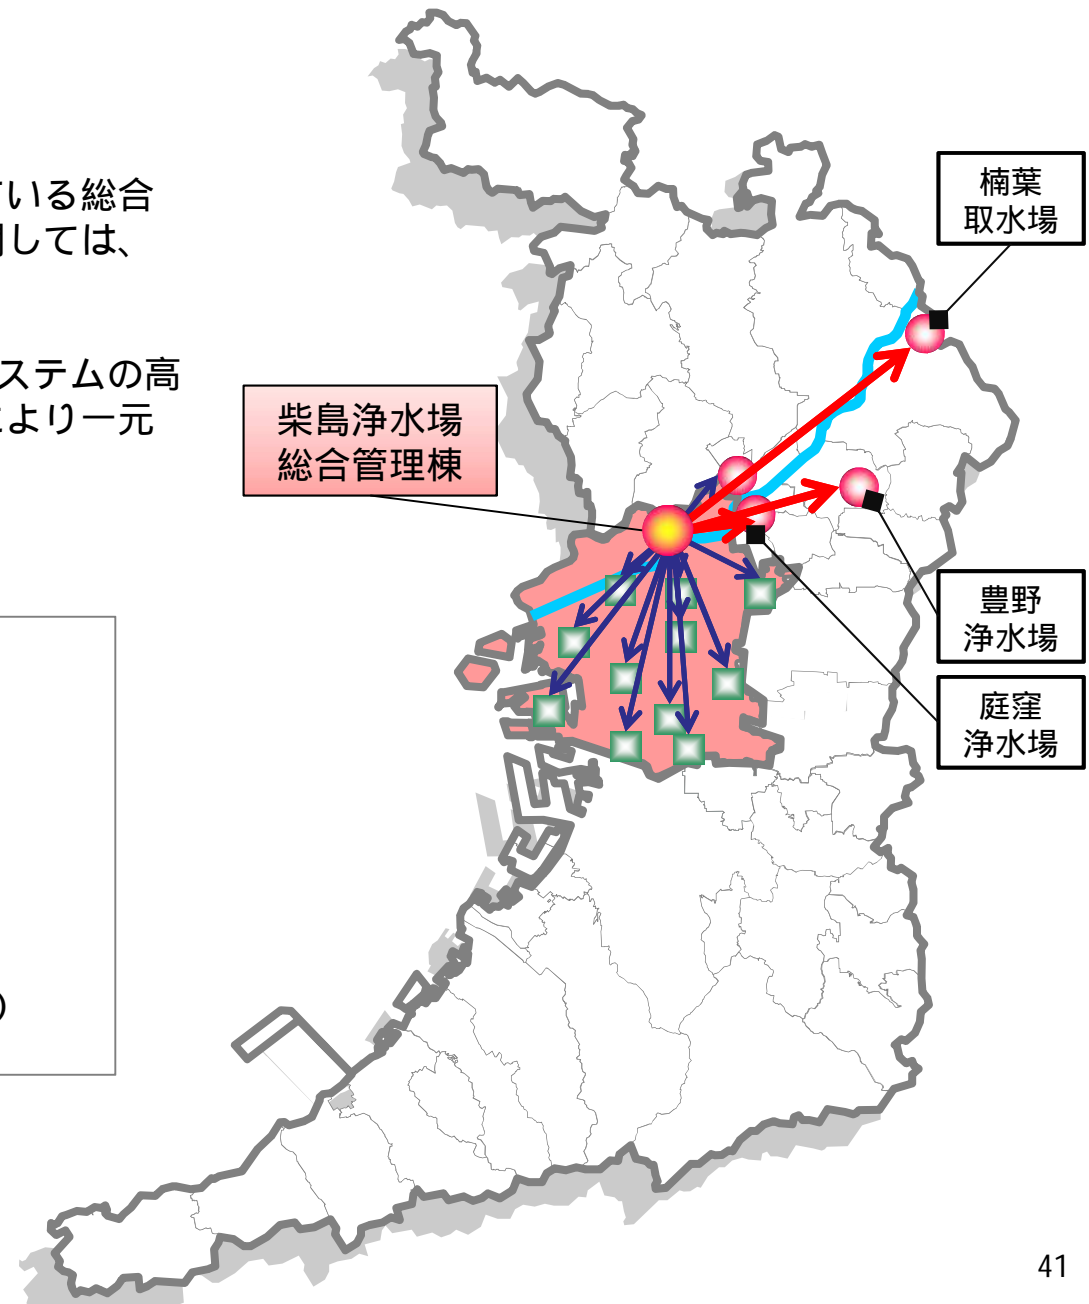 いる総合
しては、
ステムの高
より一元
柴島浄水場
総合管理棟
楠葉
取水場
豊野
浄水場
庭窪
浄水場
）
41